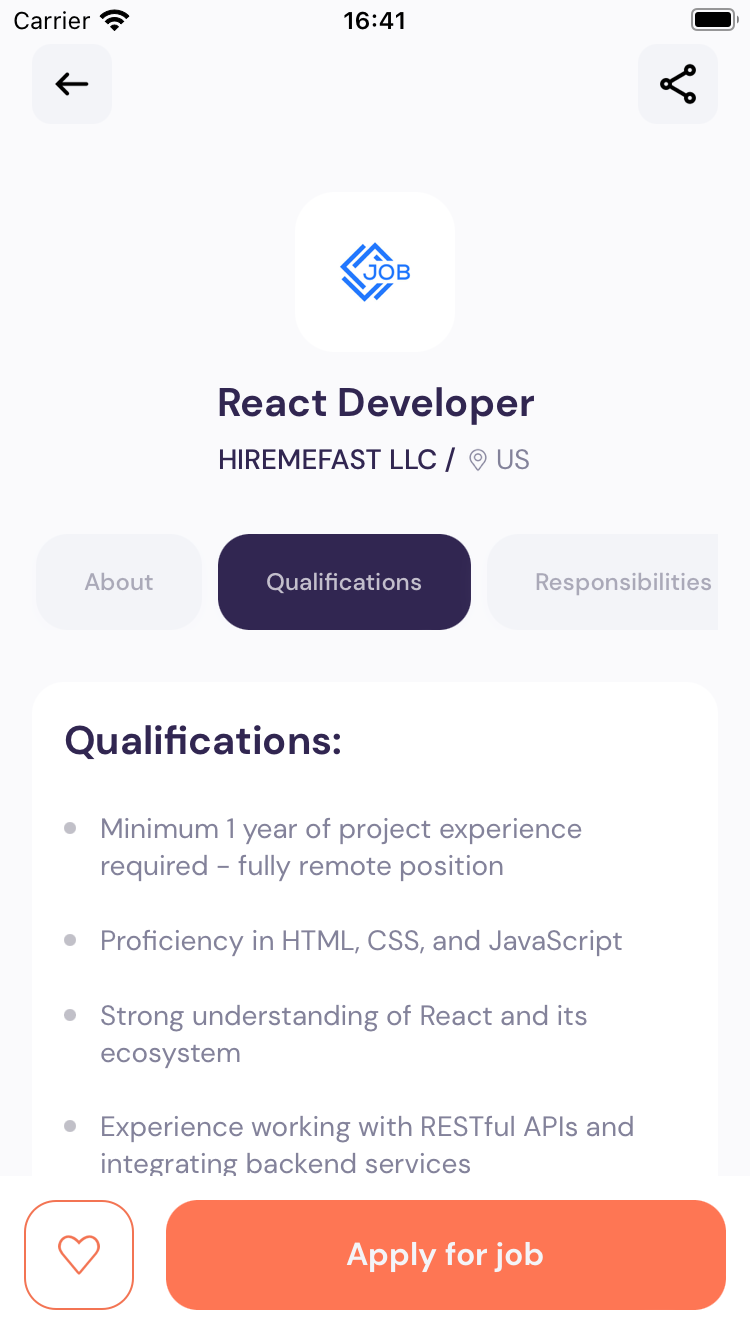 Carrier 16:41
JOB
React Developer
HIREMEFAST LLC / US
About Qualifications Responsibilities
Qualifications:
Minimum 1 year of project experience
required - fully remote position
Proficiency in HTML, CSS, and JavaScript
Strong understanding of React and its
ecosystem
Experience working with RESTful APIs and
integrating backend services
Apply for job